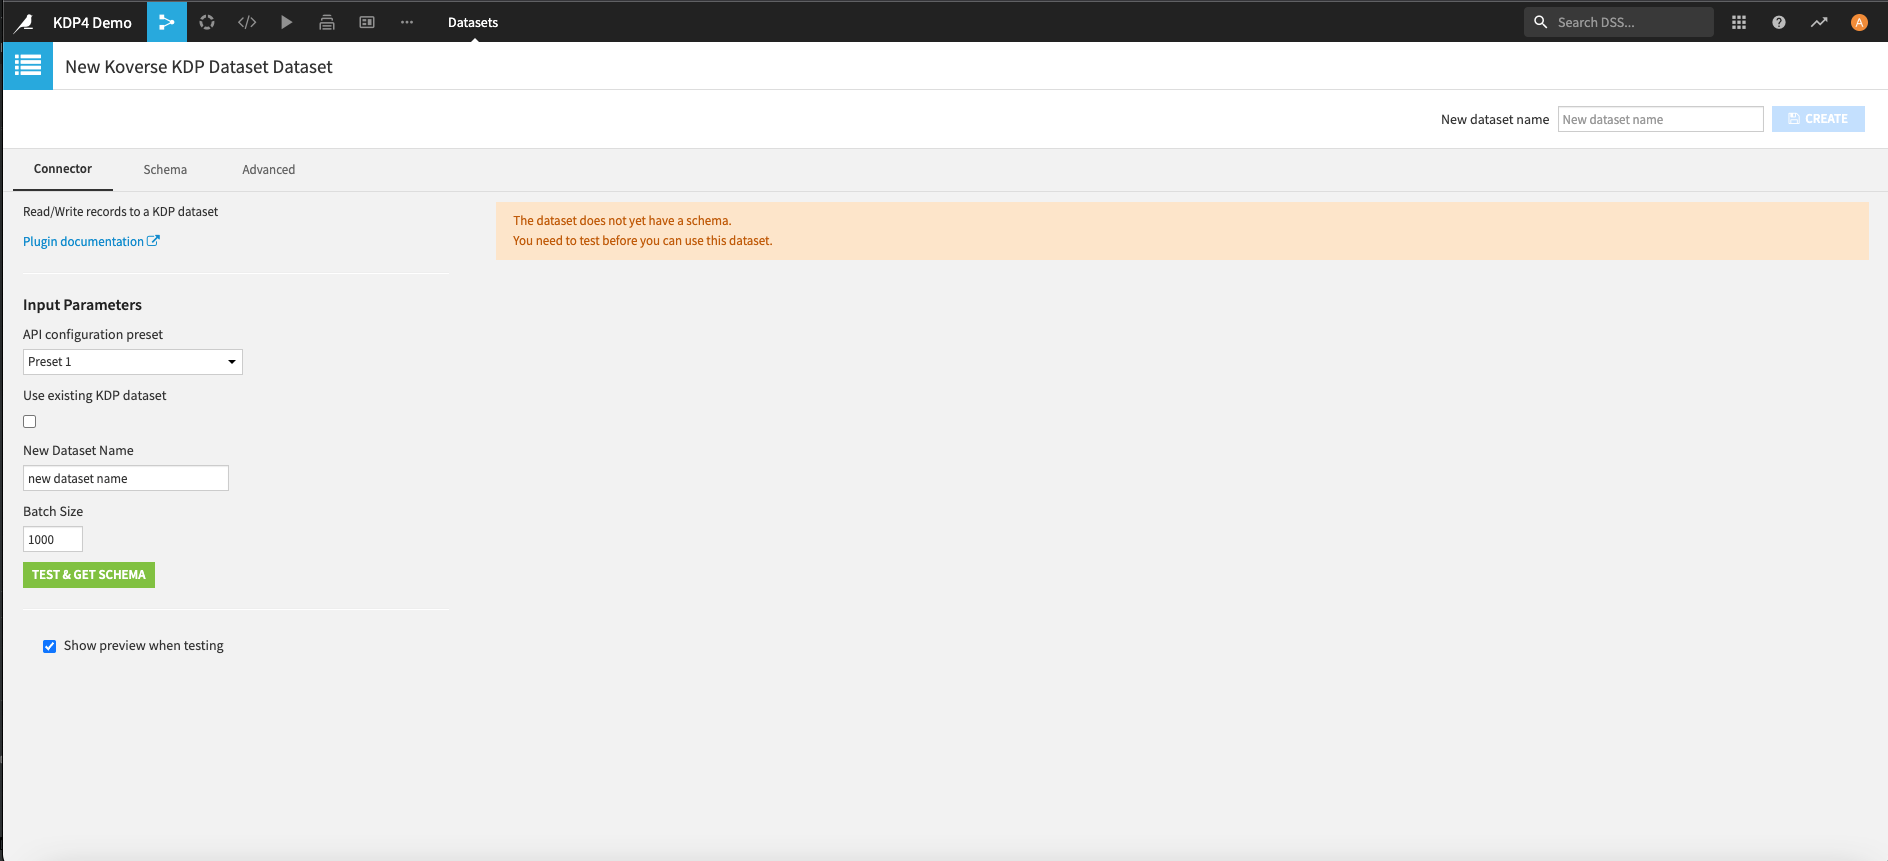 KDP4 Demo
Datasets
Search DSS...
A
New Koverse KDP Dataset Dataset
New dataset name
New dataset name
CREATE
Connector
Schema
Advanced
Read/Write records to a KDP dataset
Plugin documentation
The dataset does not yet have a schema.
You need to test before you can use this dataset.
Input Parameters
API configuration preset
Preset 1
Use existing KDP dataset
New Dataset Name
new dataset name
Batch Size
1000
TEST & GET SCHEMA
Show preview when testing